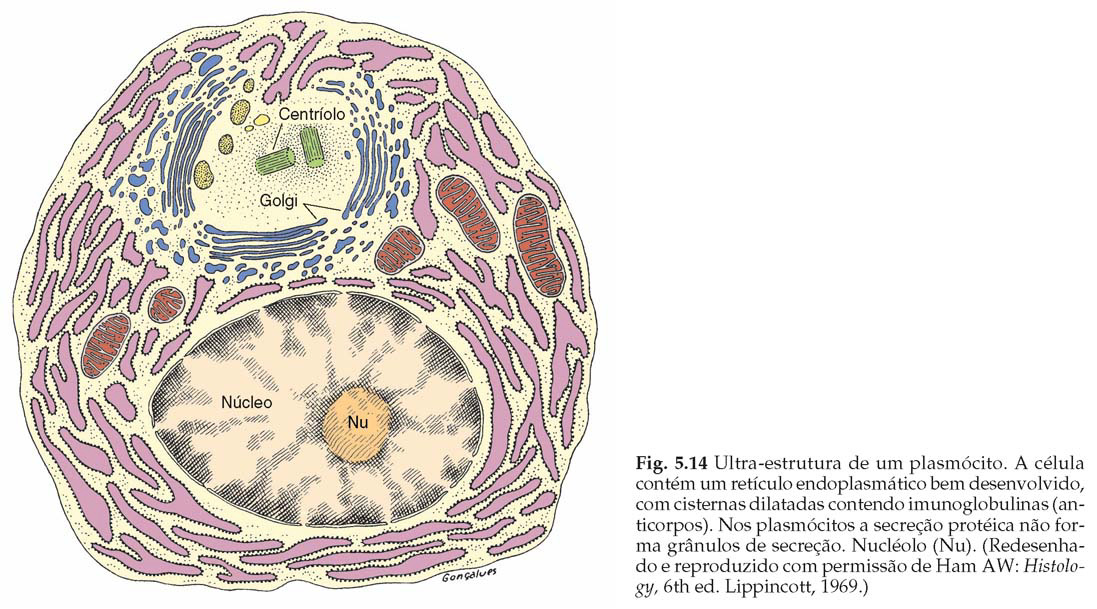 Centríolo
Golgi
Núcleo
Nu
Gonçalves
Fig. 5.14 Ultra-estrutura de um plasmócito. A célula
contém um retículo endoplasmático bem desenvolvido,
com cisternas dilatadas contendo imunoglobulinas (an-
ticorpos). Nos plasmócitos a secreção protéica não for-
ma grânulos de secreção. Nucléolo (Nu). (Redesenha-
do e reproduzido com permissão de Ham AW: Histolo-
gy, 6th ed. Lippincott, 1969.)